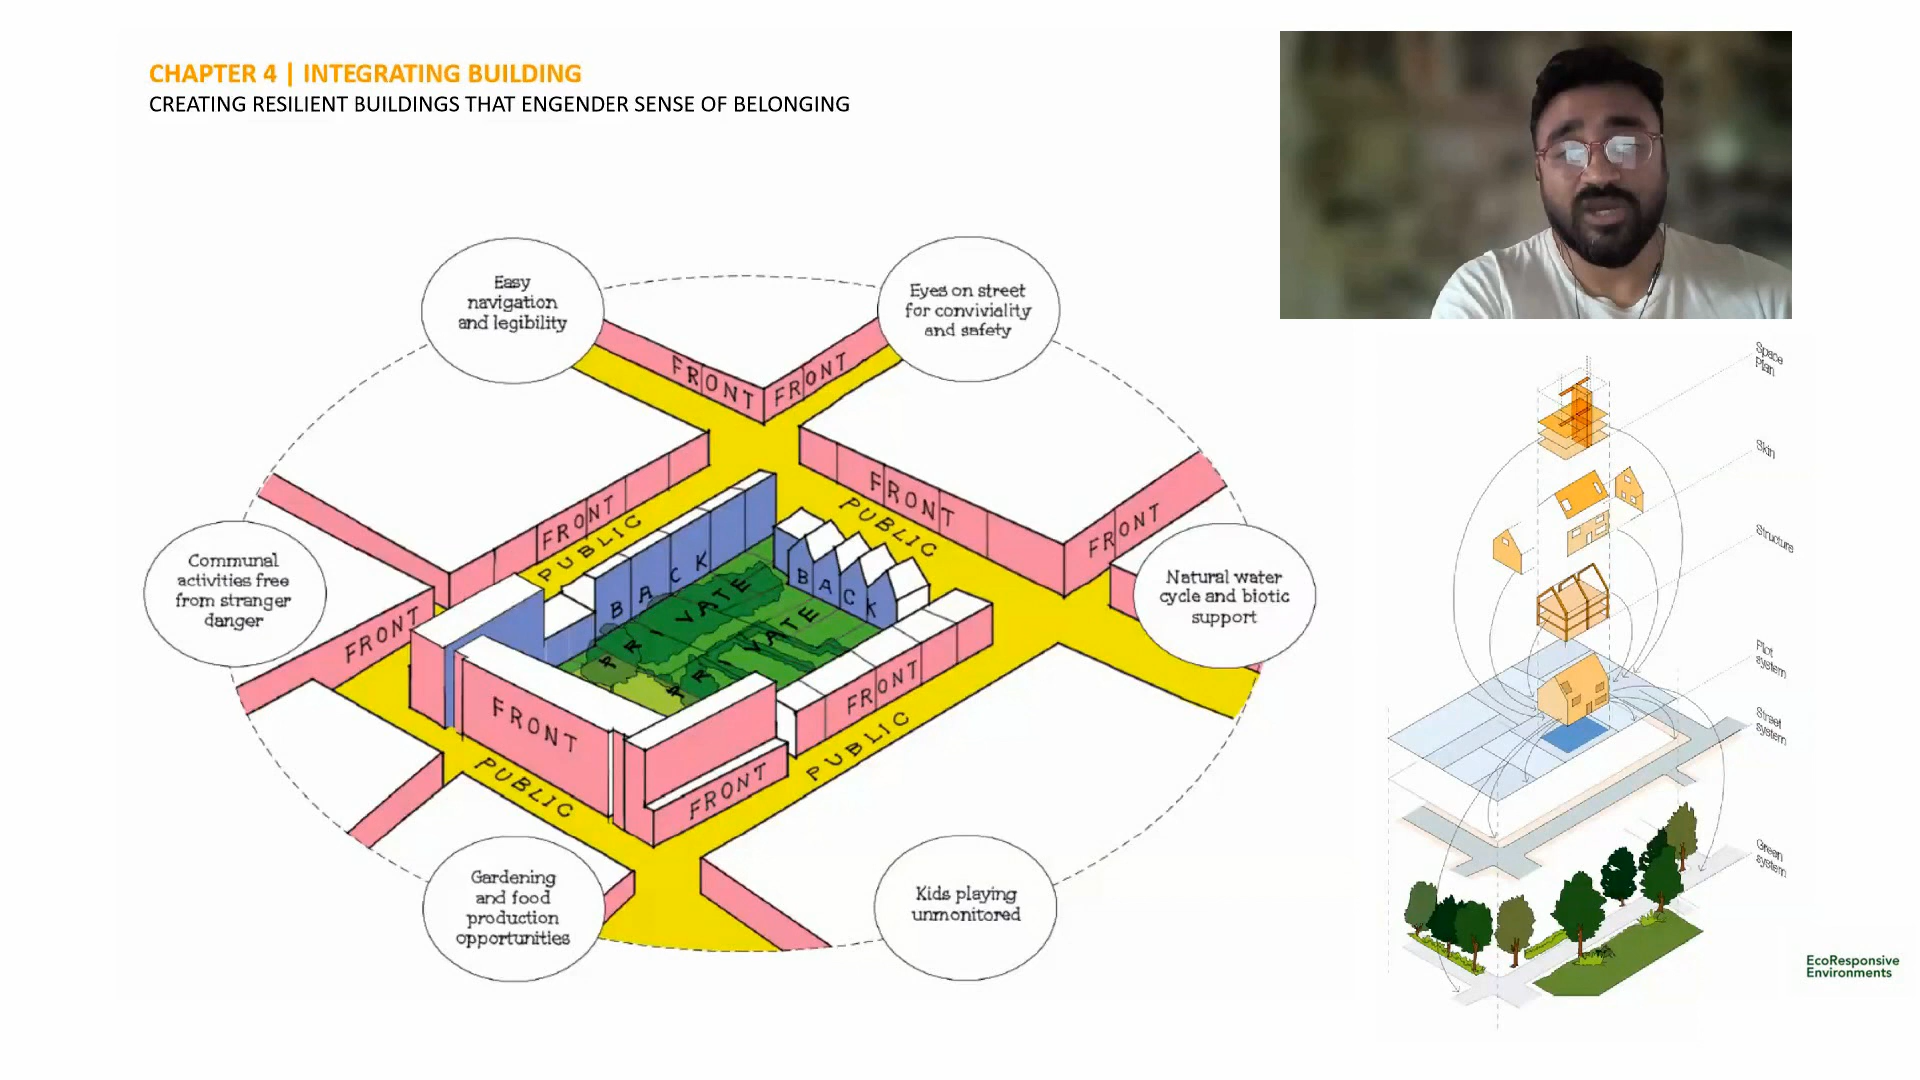 CHAPTER 4 | INTEGRATING BUILDING
CREATING RESILIENT BUILDINGS THAT ENGENDER SENSE OF BELONGING
Easy
navigation
and legibility
Eyes on street
for conviviality
and safety
FRONT
FRONT
FRONT
PUBLIC
FRONT
PUBLIC
FRONT
Communal
activities free
from stranger
danger
BACK
BACK
PRIVATE
PRIVATE
Natural water
cycle and biotic
support
FRONT
FRONT
FRONT
PUBLIC
FRONT
PUBLIC
Gardening
and food
production
opportunities
Kids playing
unmonitored
Space
Plan
Skin
Structure
Plot
system
Street
system
Green
system
EcoResponsive
Environments